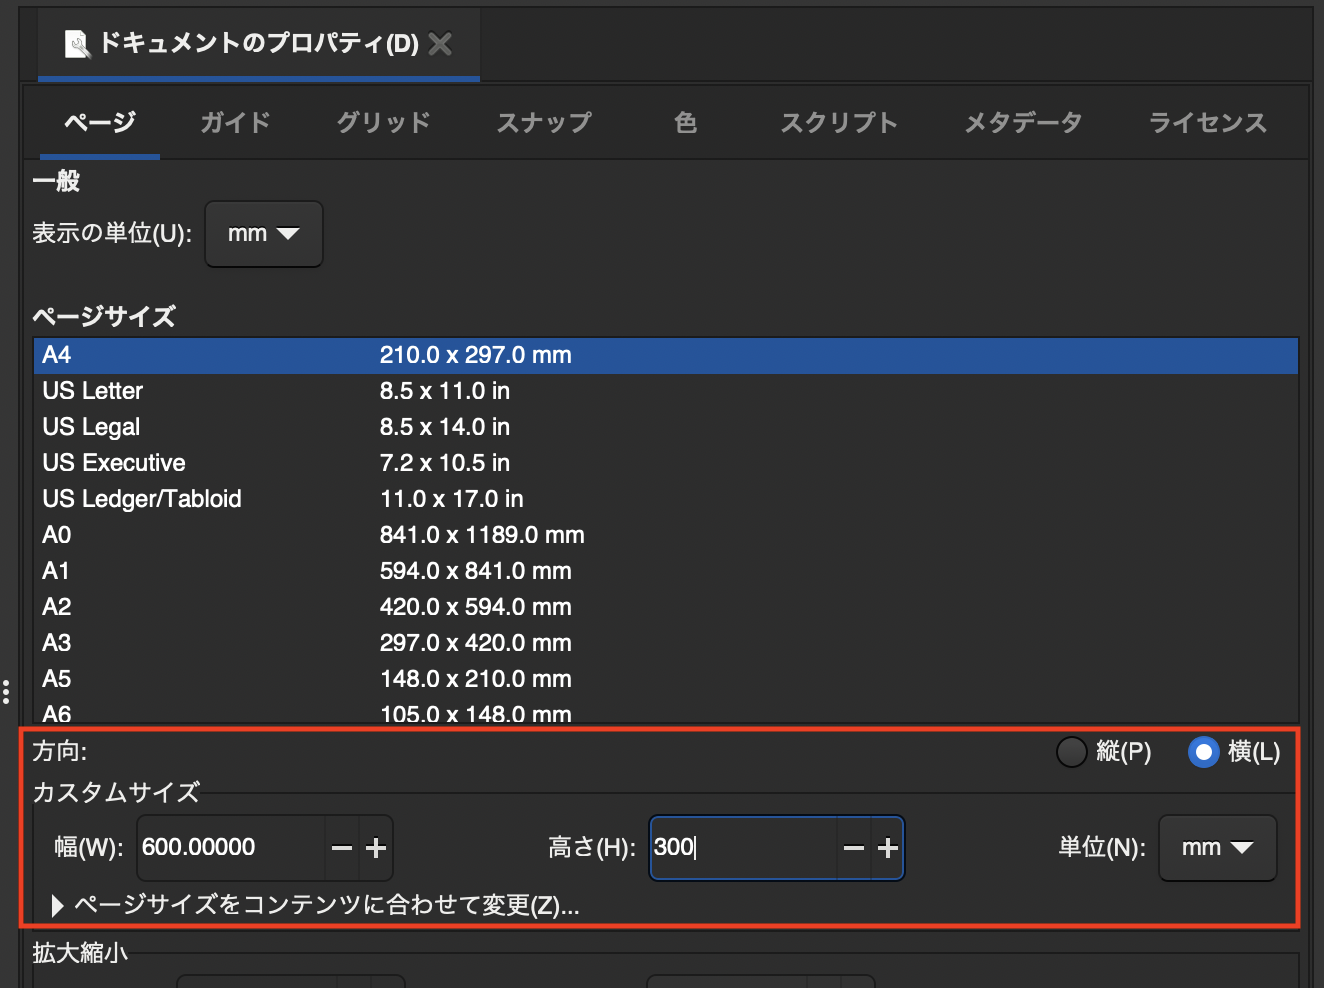 ドキュメントのプロパティ(D)
ページ ガイド グリッド スナップ 色 スクリプト メタデータ ライセンス
一般
表示の単位(U): mm
ページサイズ
A4 210.0 x 297.0 mm
US Letter 8.5 x 11.0 in
US Legal 8.5 x 14.0 in
US Executive 7.2 x 10.5 in
US Ledger/Tabloid 11.0 x 17.0 in
A0 841.0 x 1189.0 mm
A1 594.0 x 841.0 mm
A2 420.0 x 594.0 mm
A3 297.0 x 420.0 mm
A5 148.0 x 210.0 mm
A6 105.0 x 148.0 mm
方向: 縦(P) 横(L)
カスタムサイズ
幅(W): 600.00000 高さ(H): 300 単位(N): mm
ページサイズをコンテンツに合わせて変更(Z)...
拡大縮小